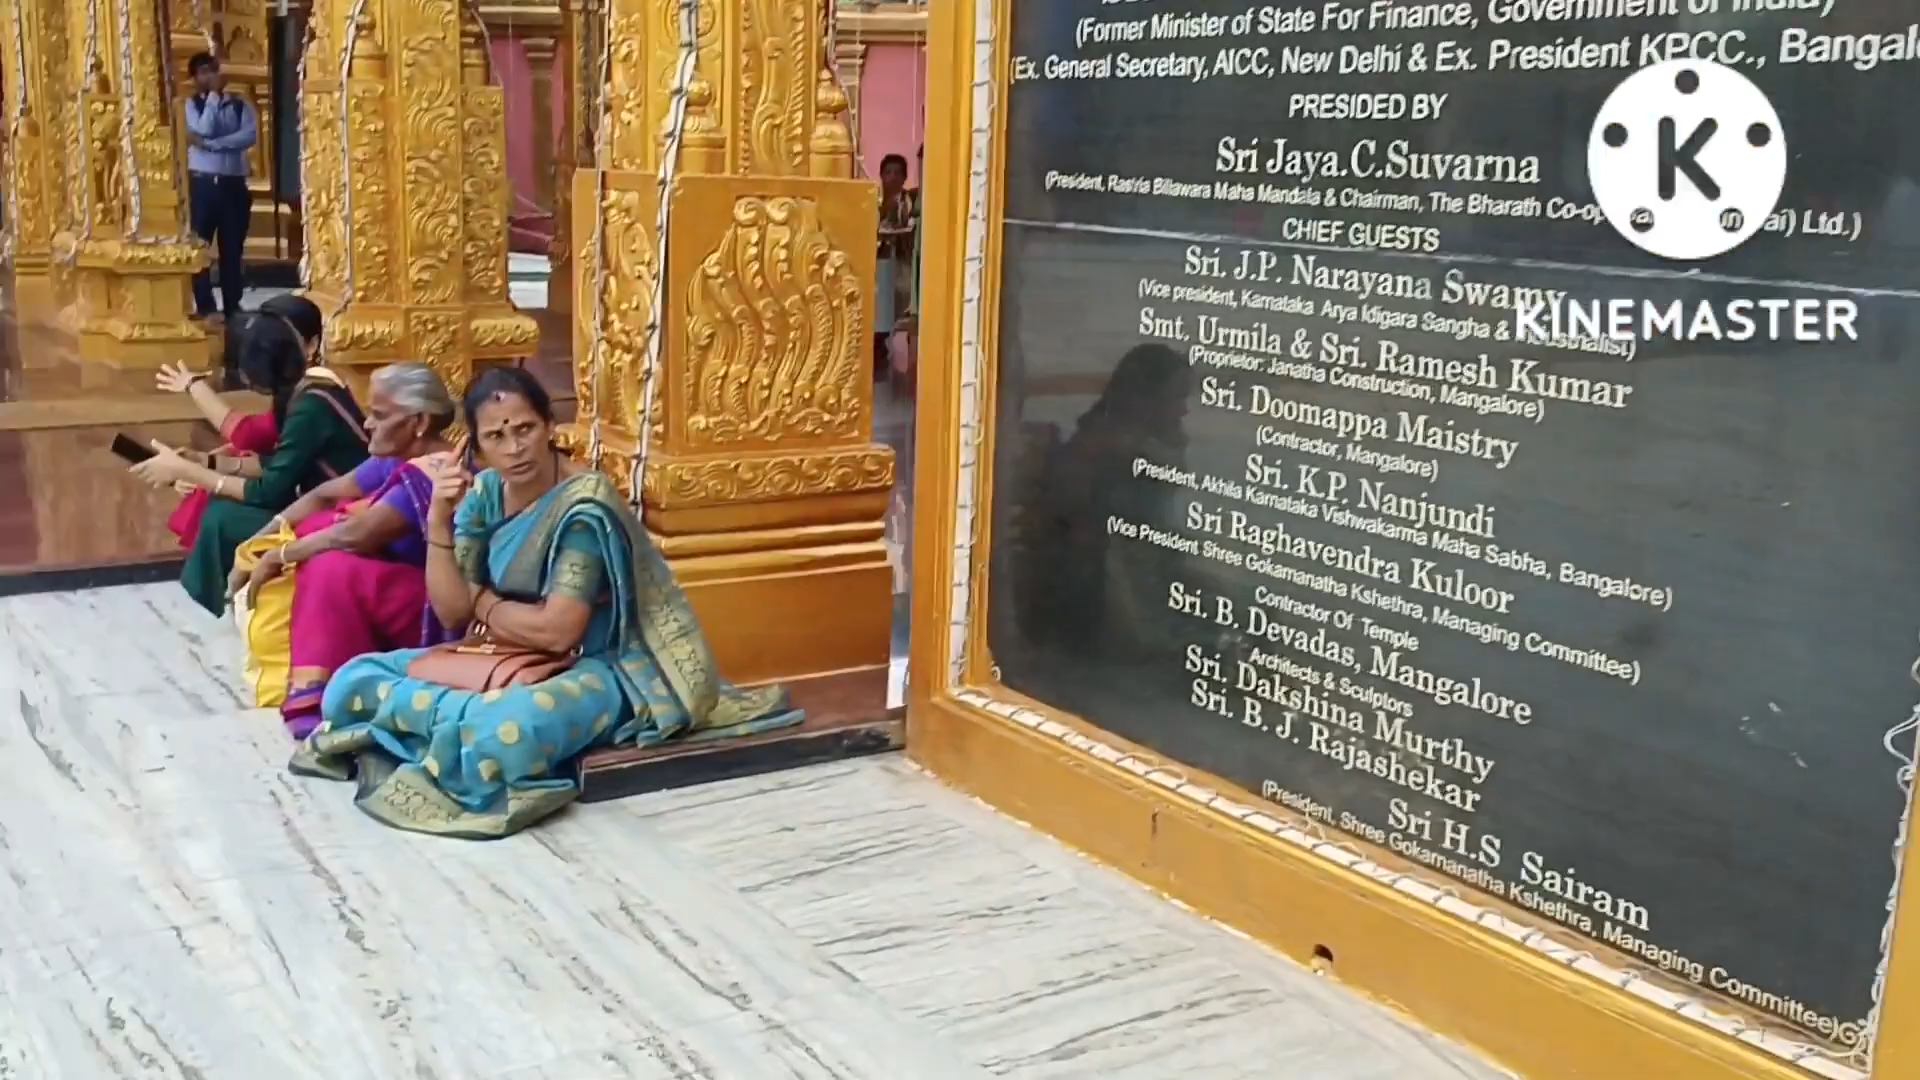 (Former Minister of State For Finance, Government of India)
(Ex. General Secretary, AICC, New Delhi & Ex. President KPCC., Bangal
PRESIDED BY
Sri Jaya.C.Suvarna
(President, Billawara Maha Mandala & Chairman, The Bharath Co-op ai) Ltd.)
CHIEF GUESTS
Sri. J.P. Narayana Swamy
(Vice president, Karnataka Arya Idigara Sangha &
Smt. Urmila & Sri. Ramesh Kumar
(Proprietor: Janatha Construction, Mangalore)
Sri. Doomappa Maistry
(Contractor, Mangalore)
Sri. K.P. Nanjundi
(President, Akhila Karnataka Vishwakarma Maha Sabha, Bangalore)
Sri Raghavendra Kuloor
(Vice President Shree Gokarnanatha Kshethra, Managing Committee)
Contractor Of Temple
Sri. B. Devadas, Mangalore
Architects & Sculptors
Sri. Dakshina Murthy
Sri. B. J. Rajashekar
Sri H.S Sairam
(President, Shree Gokarnanatha Kshethra, Managing Committee)
K
KINEMASTER